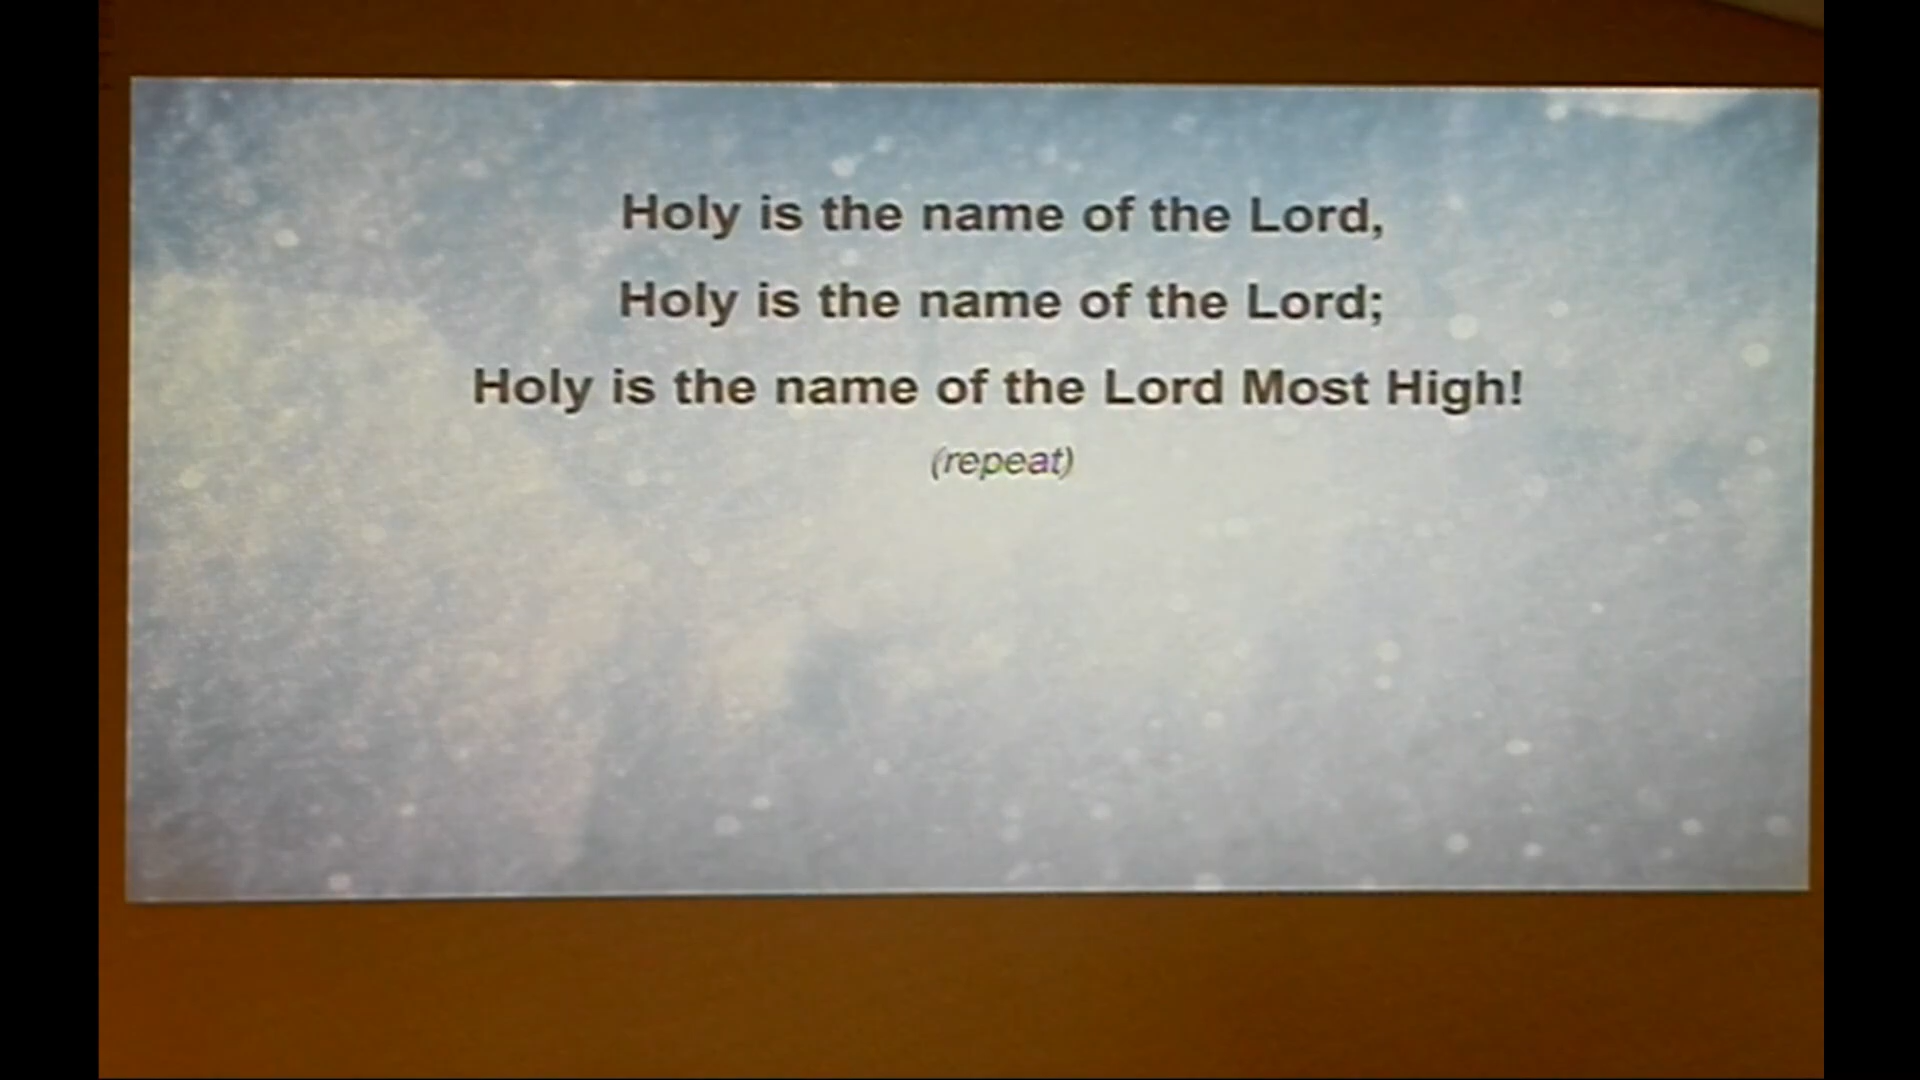 Holy is the name of the Lord,
Holy is the name of the Lord;
Holy is the name of the Lord Most High!
(repeat)